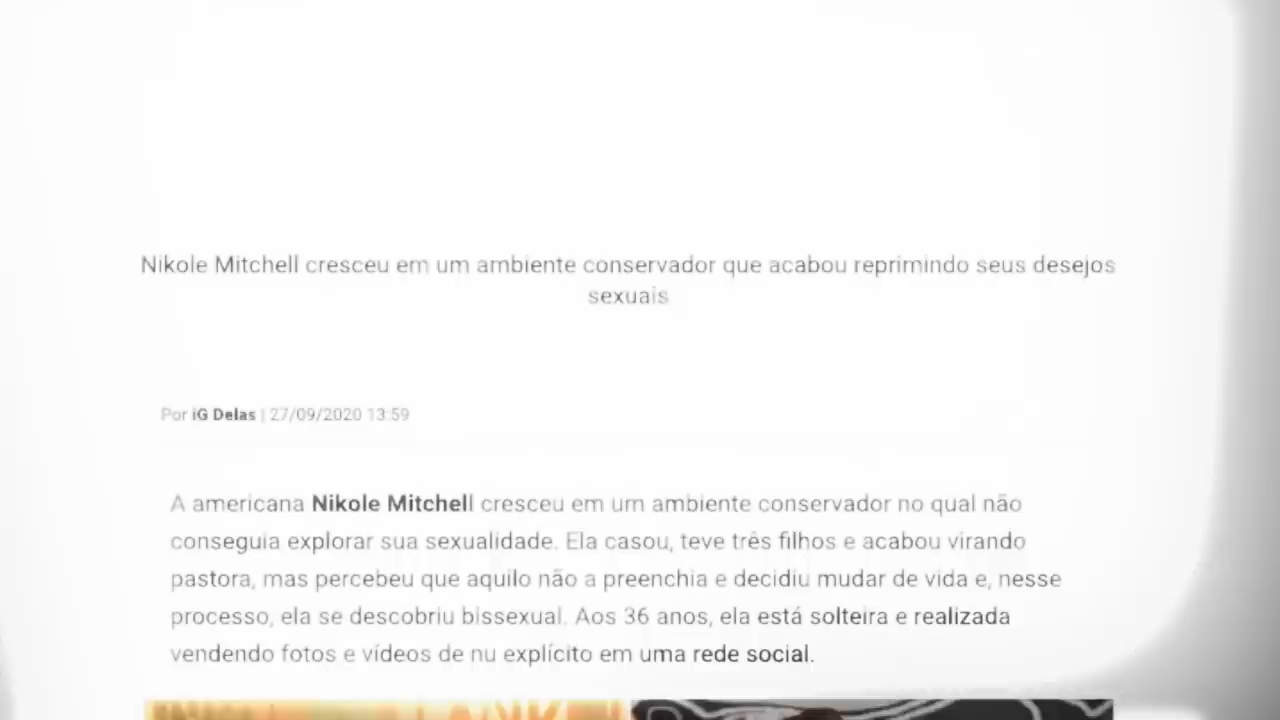 Nikole Mitchell cresceu em um ambiente conservador que acabou reprimindo seus desejos
sexuais
Por iG Delas | 27/09/2020 13:59
A americana Nikole Mitchell cresceu em um ambiente conservador no qual não
conseguia explorar sua sexualidade. Ela casou, teve três filhos e acabou virando
pastora, mas percebeu que aquilo não a preenchia e decidiu mudar de vida e, nesse
processo, ela se descobriu bissexual. Aos 36 anos, ela está solteira e realizada
vendendo fotos e vídeos de nu explícito em uma rede social.